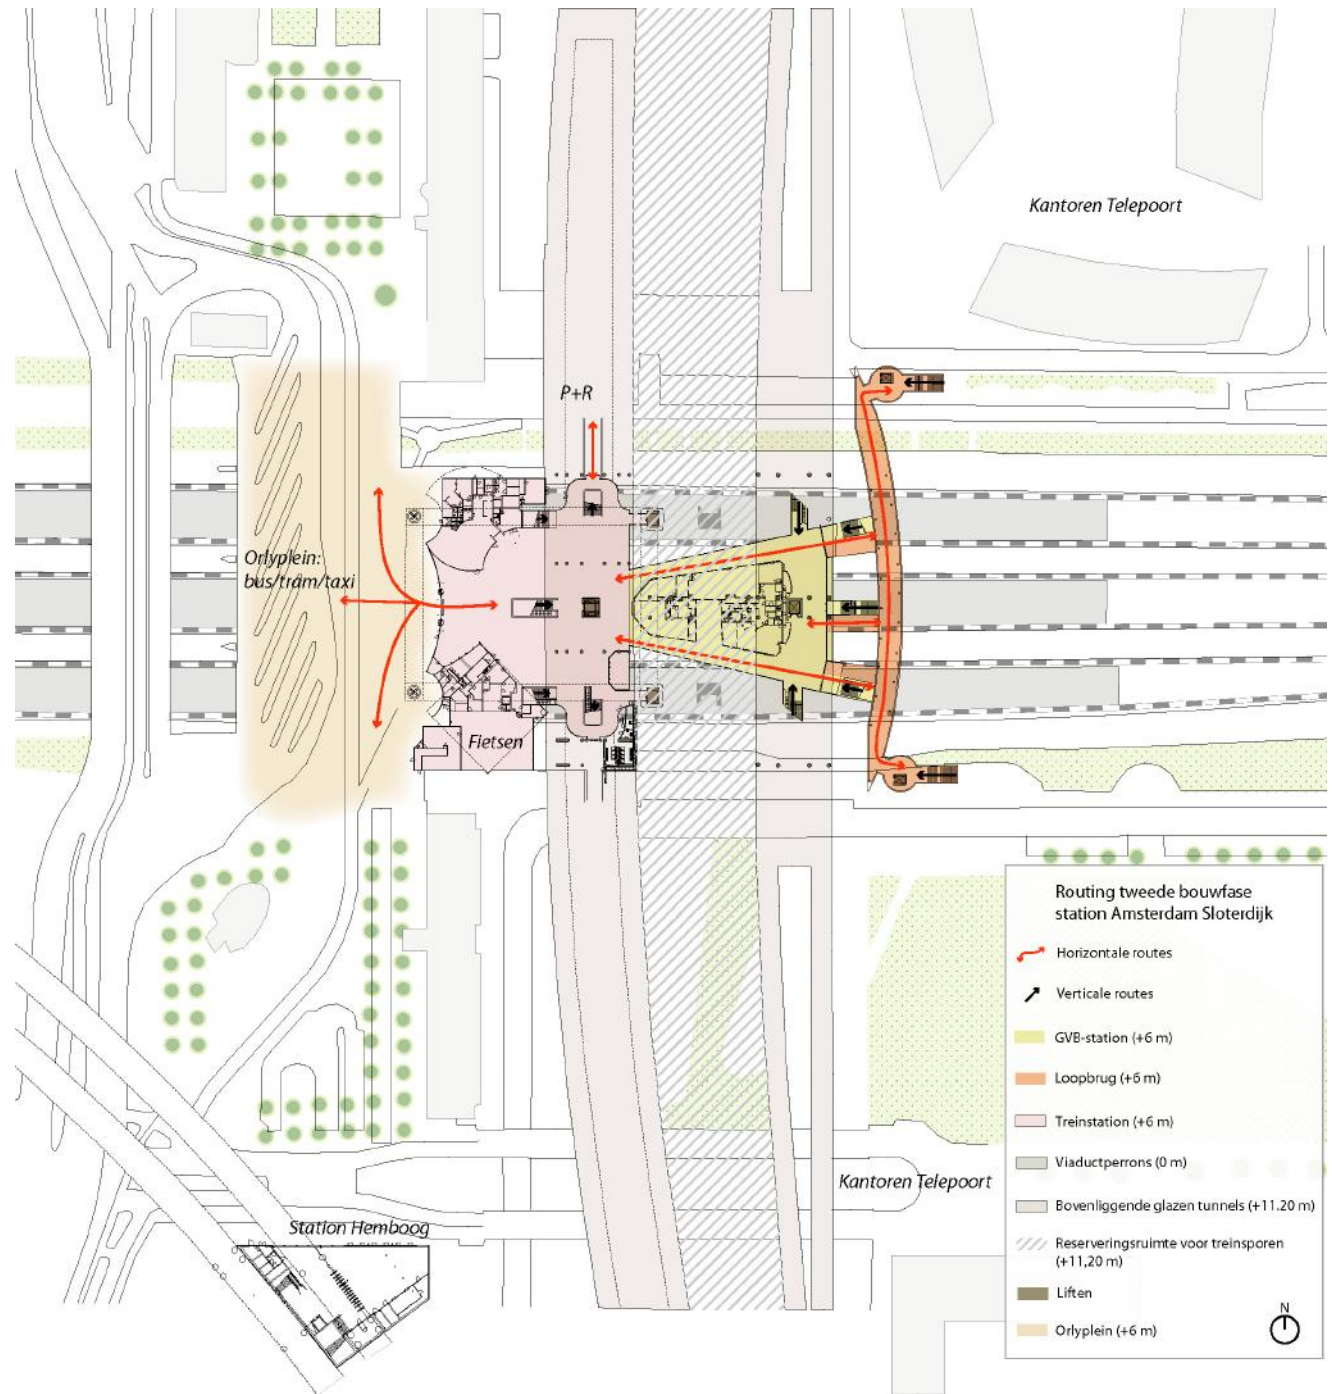 Kantoren Telepoort
P+R
Orlyplein:
bus/tram/taxi
Fietsen
Kantoren Telepoort
Station Hemboog
Routing tweede bouwfase
station Amsterdam Sloterdijk
Horizontale routes
Verticale routes
GVB-station (+6 m)
Loopbrug (+6 m)
Treinstation (+6 m)
Viaductperrons (0 m)
Bovenliggende glazen tunnels (+11.20 m)
Reserveringsruimte voor treinsporen
(+11,20 m)
Liften
Orlyplein (+6 m)
N